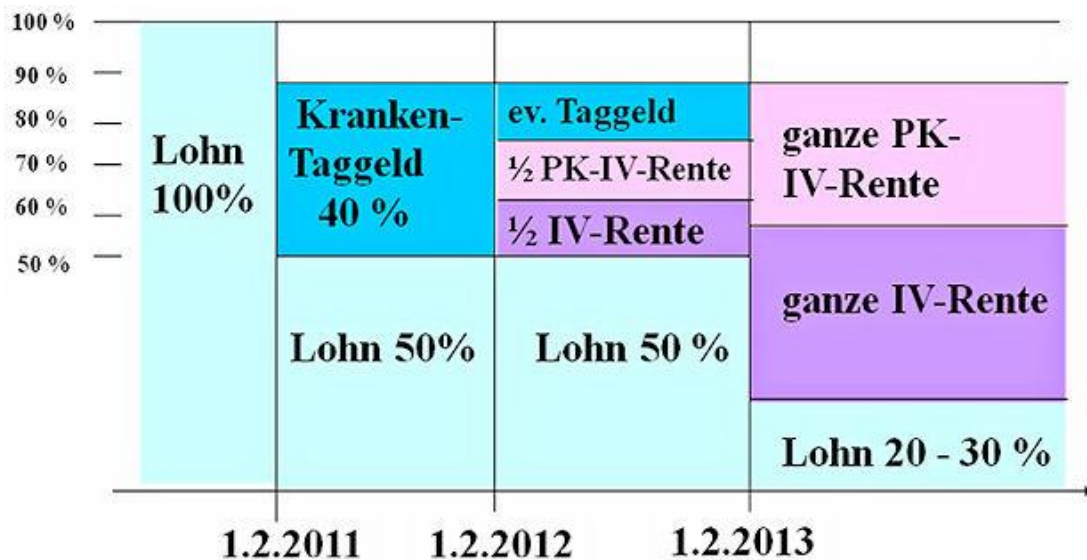 100 %
90 %
80 %
70 %
60 %
50 %
Lohn
100%
Kranken-
Taggeld
40 %
Lohn 50%
ev. Taggeld
½ PK-IV-Rente
½ IV-Rente
Lohn 50 %
ganze PK-
IV-Rente
ganze IV-Rente
Lohn 20 - 30 %
1.2.2011
1.2.2012
1.2.2013